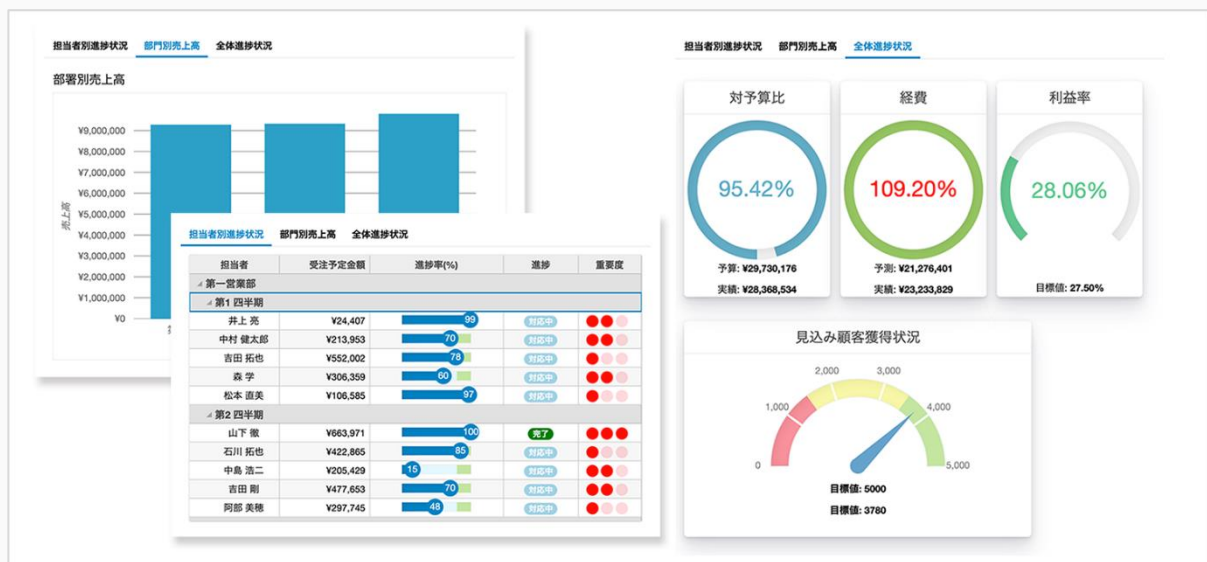 担当者別進捗状況 部門別売上高 全体進捗状況
部署別売上高
¥9,000,000
¥8,000,000
¥7,000,000
¥6,000,000
¥5,000,000
¥4,000,000
¥3,000,000
¥2,000,000
¥1,000,000
¥0
売上高
担当者別進捗状況 部門別売上高 全体進捗状況
担当者 受注予定金額 進捗率(%) 進捗 重要度
第一営業部
第1 四半期
井上 亮 ¥24,407 99 対応中
中村 健太郎 ¥213,953 70 対応中
吉田 拓也 ¥552,002 78 対応中
森 学 ¥306,359 60 対応中
松本 直美 ¥106,585 97 対応中
第2 四半期
山下 徹 ¥663,971 100 完了
石川 拓也 ¥422,865 85 対応中
中島 浩二 ¥205,429 15 対応中
吉田 剛 ¥477,653 70 対応中
阿部 美穂 ¥297,745 48 対応中
担当者別進捗状況 部門別売上高 全体進捗状況
対予算比
95.42%
予算: ¥29,730,176
実績: ¥28,368,534
経費
109.20%
予測: ¥21,276,401
実績: ¥23,233,829
利益率
28.06%
目標値: 27.50%
見込み顧客獲得状況
0
1,000
2,000
3,000
4,000
5,000
目標値: 5000
目標値: 3780